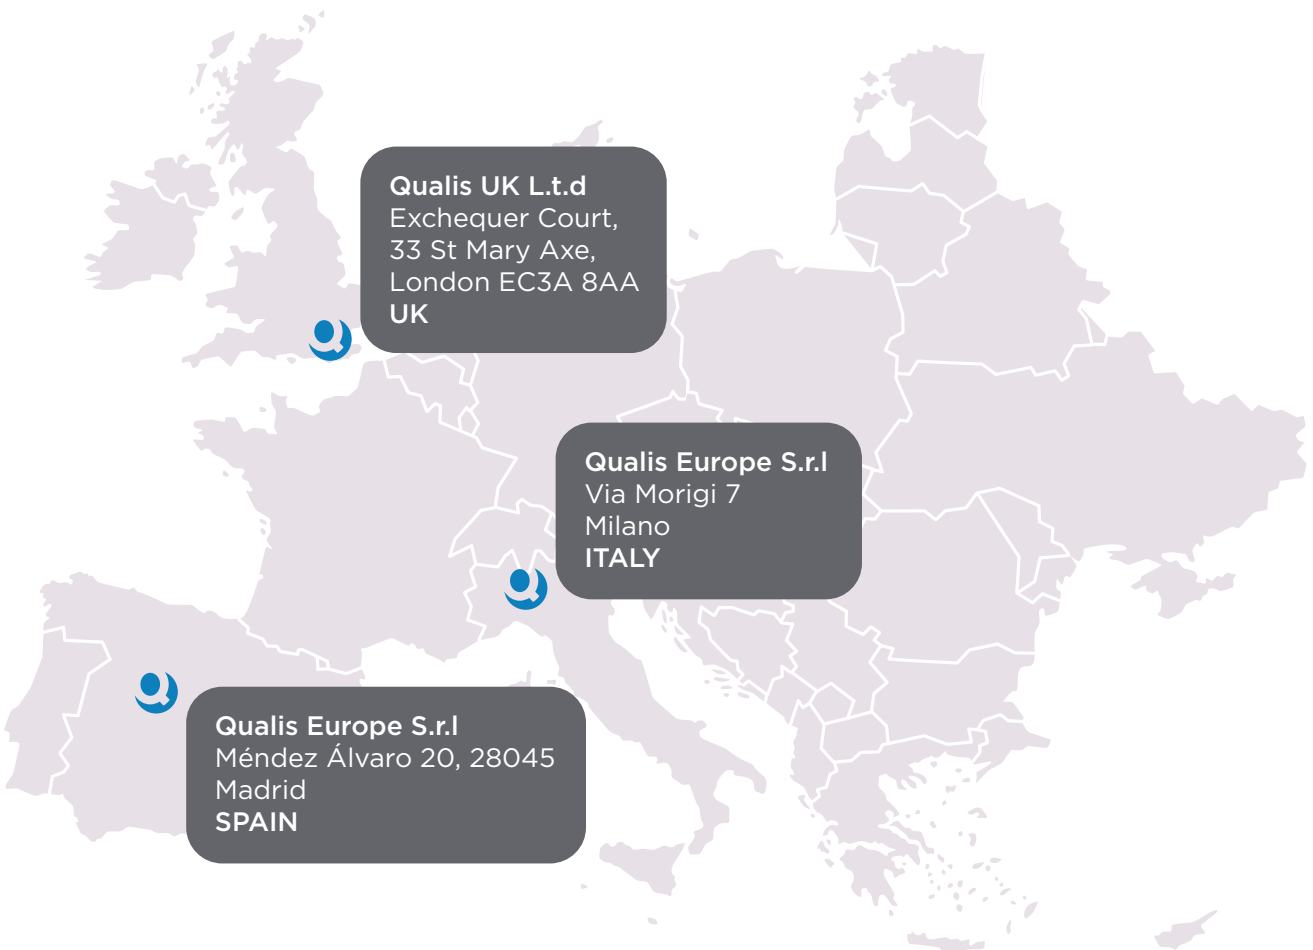 Qualis UK L.t.d
Exchequer Court,
33 St Mary Axe,
London EC3A 8AA
UK
Qualis Europe S.r.l
Via Morigi 7
Milano
ITALY
Qualis Europe S.r.l
Méndez Álvaro 20, 28045
Madrid
SPAIN